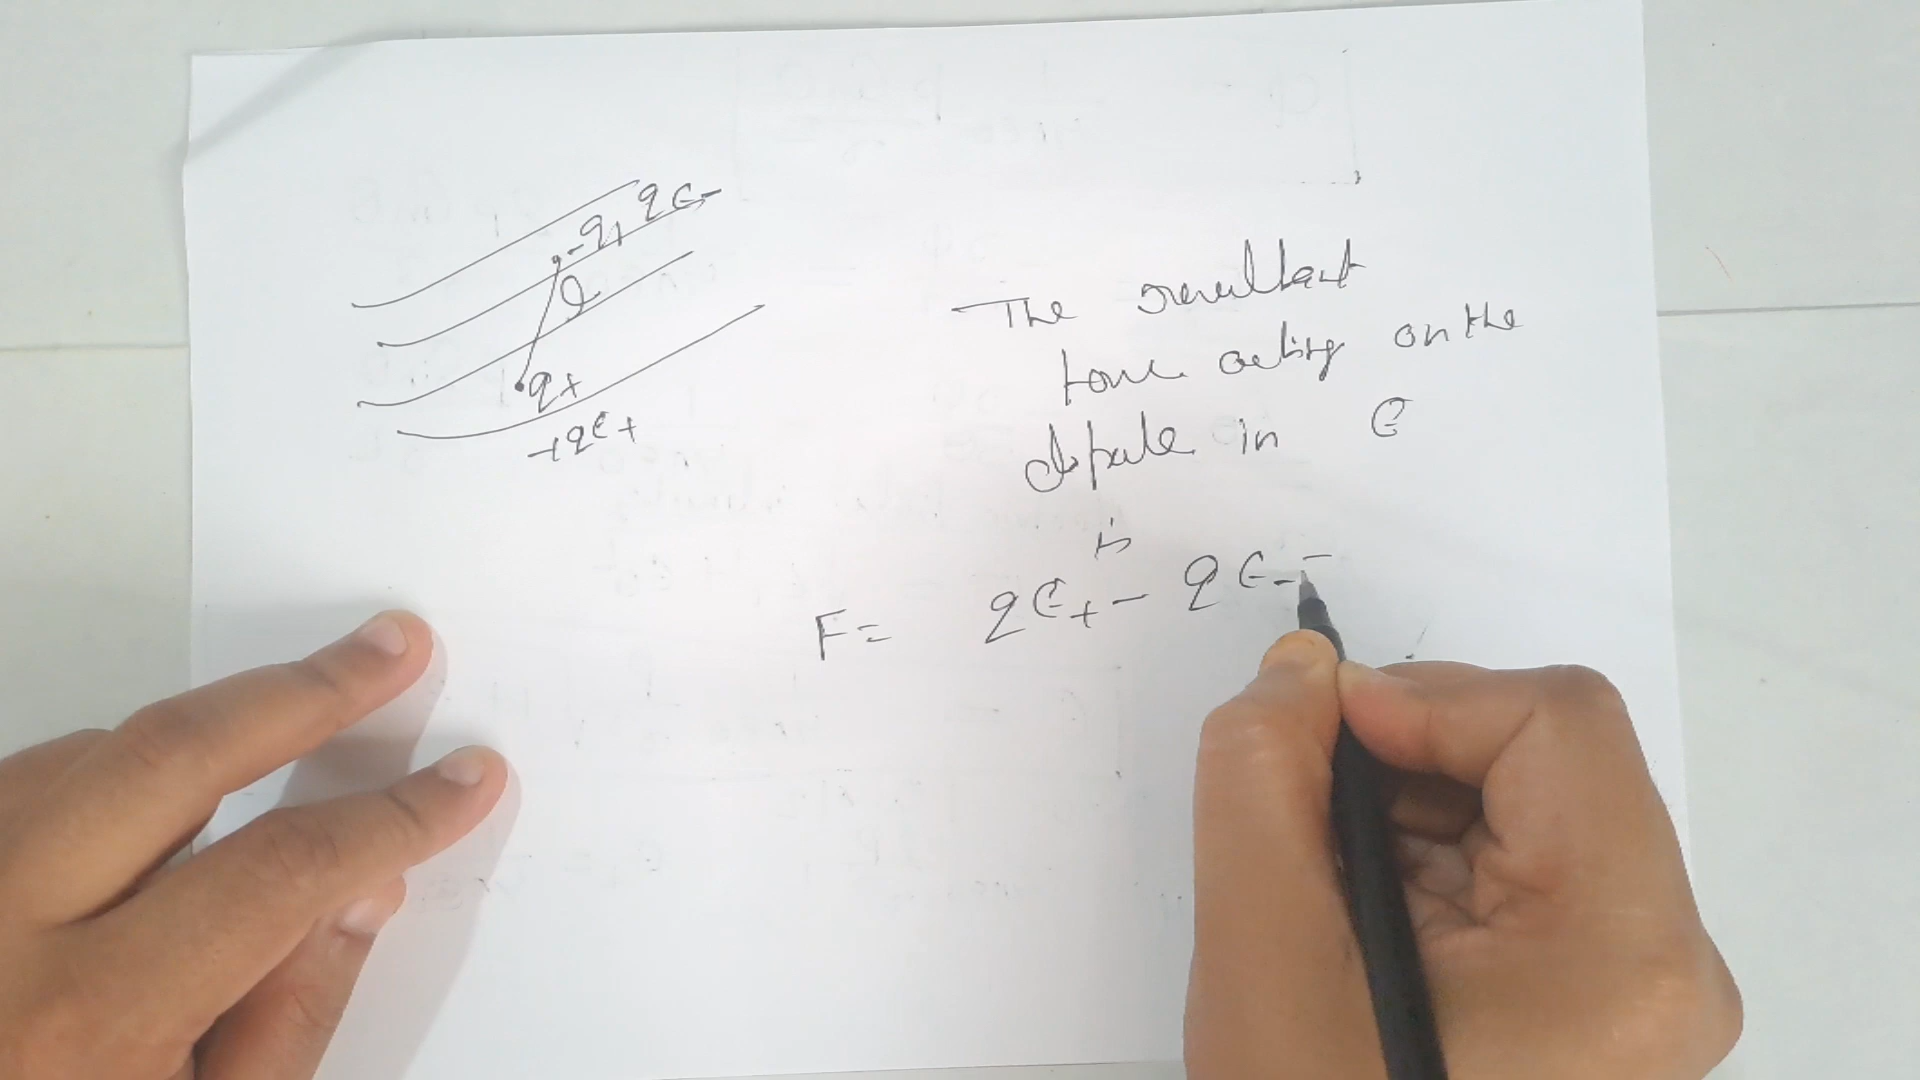 -q+ qE-
θ
q+
+qE+
The resultant
force acting on the
dipole in E
is
F = qE+ - qE- =